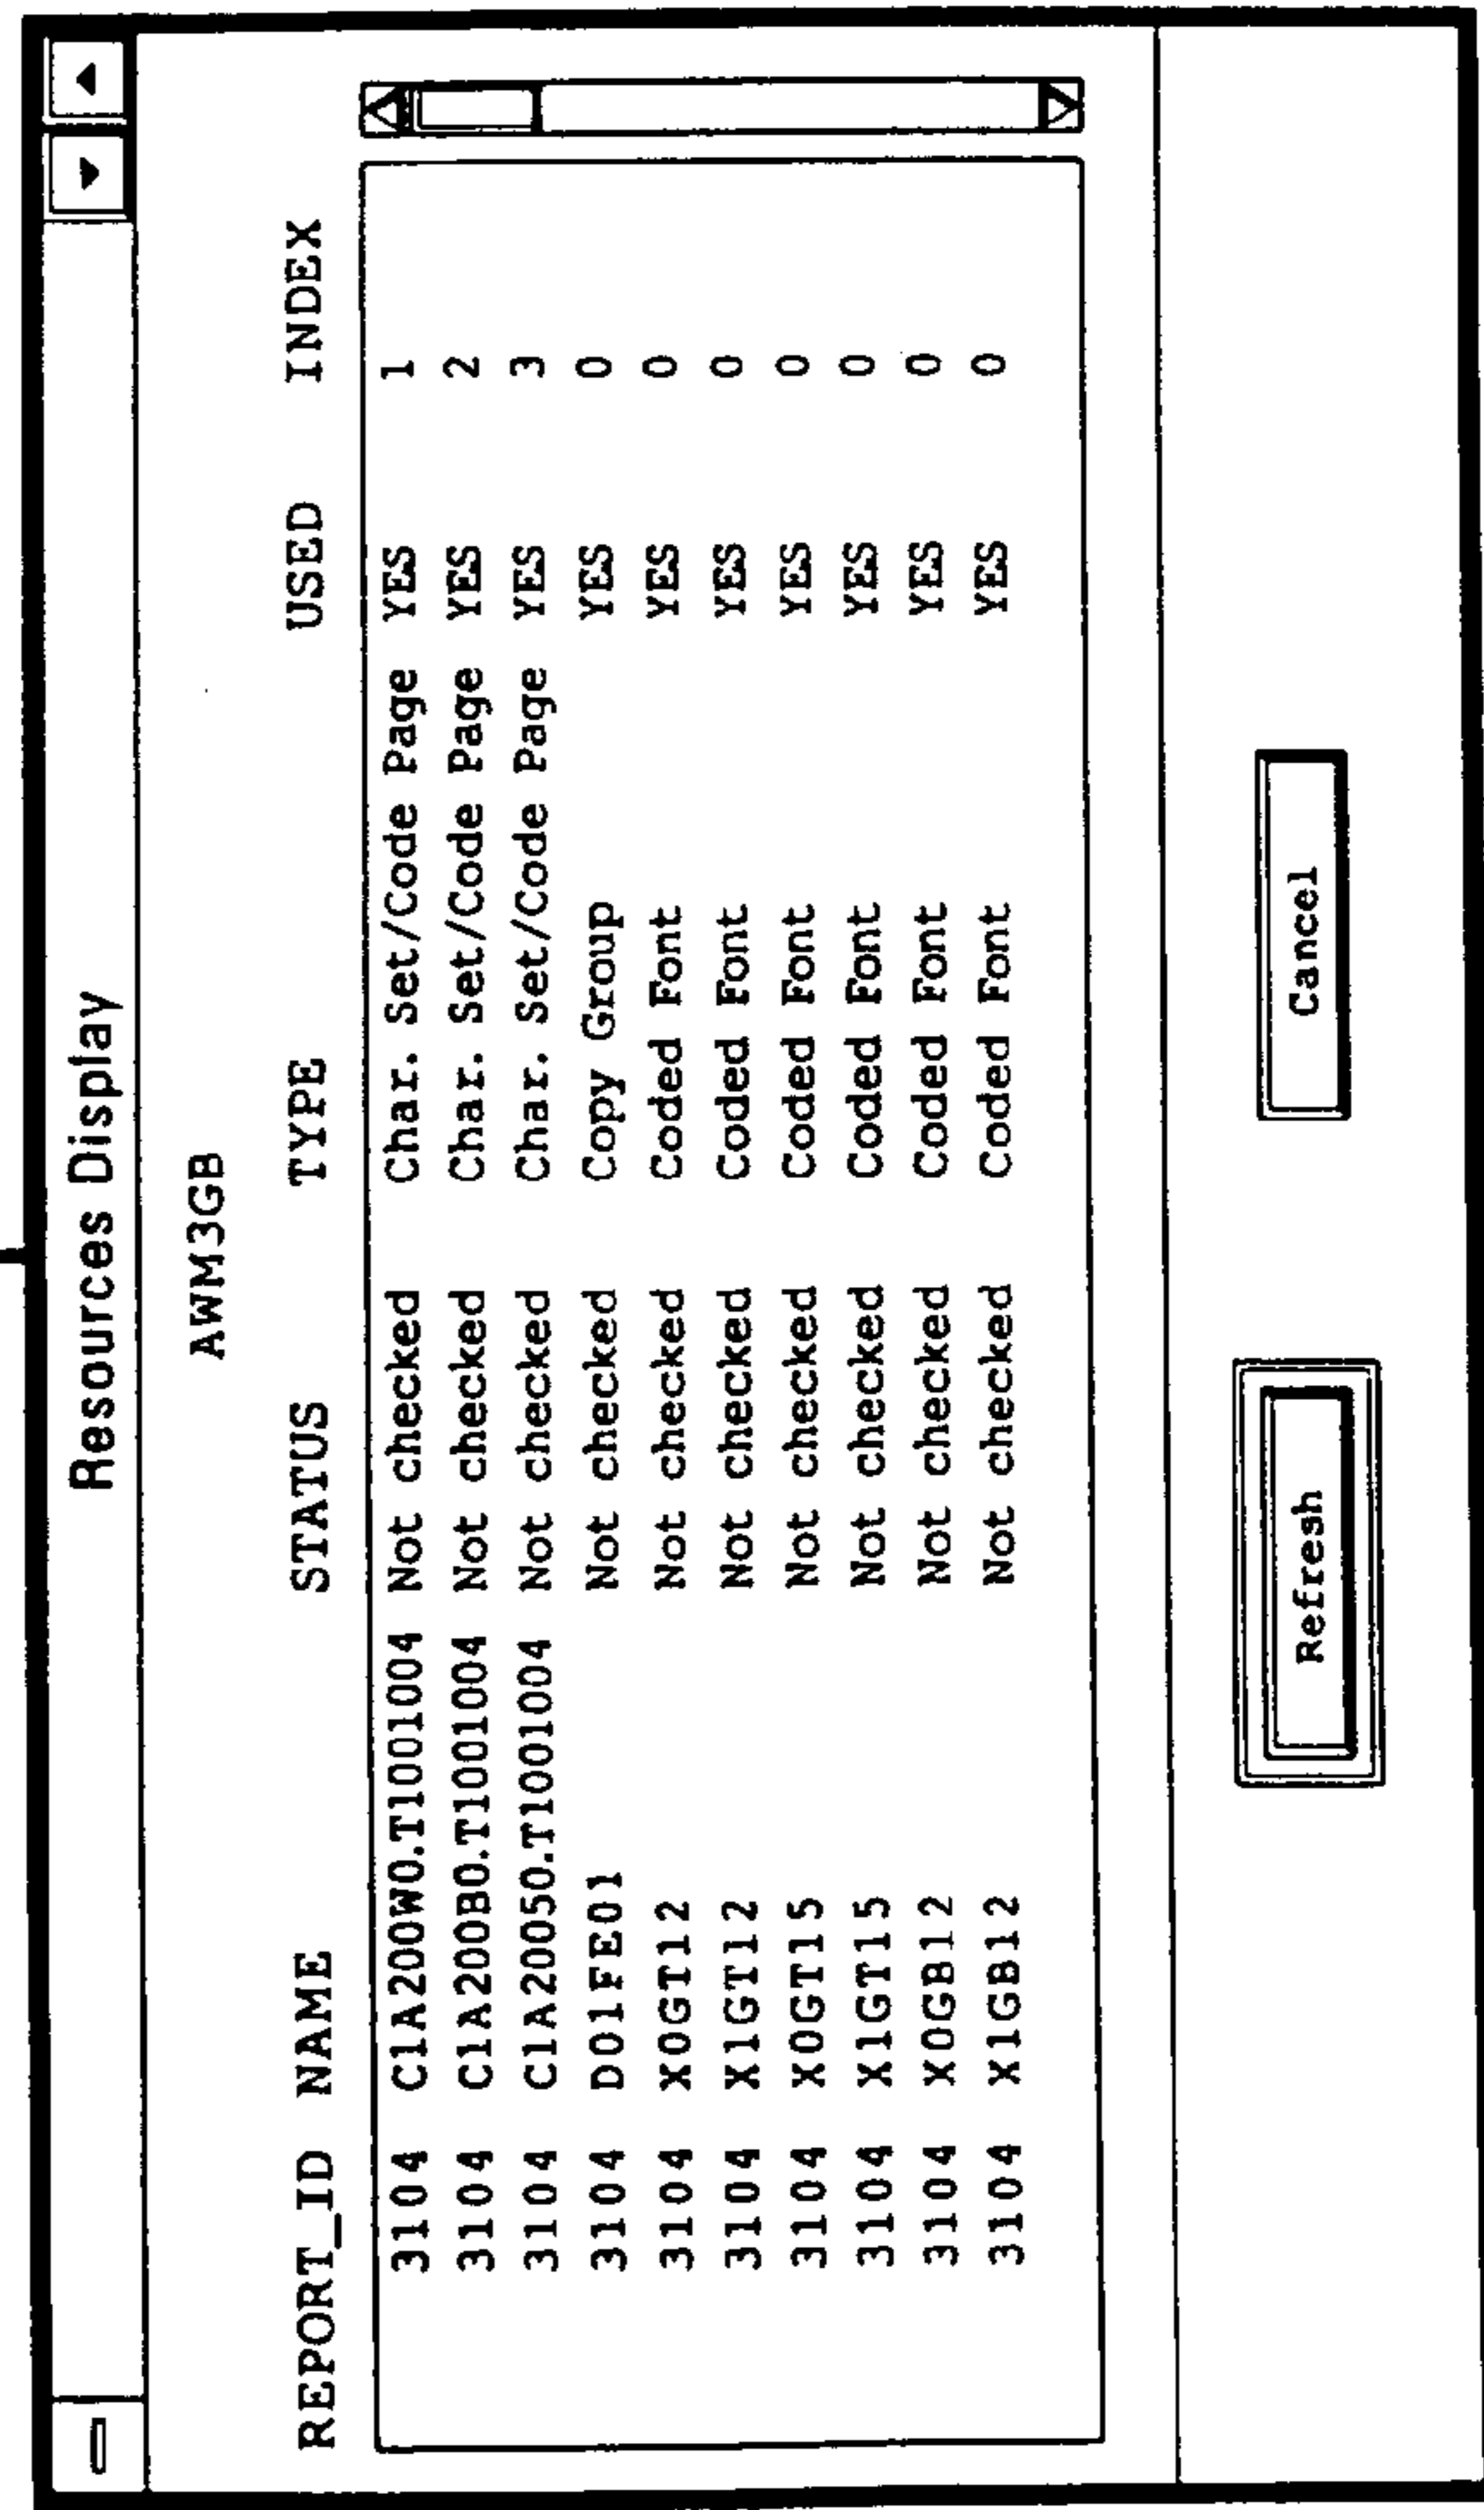 Resources Display
AWM3GB
REPORT_ID NAME STATUS TYPE USED INDEX
3104 C1A200W0.T1001004 Not checked Char. Set/Code Page YES 1
3104 C1A200B0.T1001004 Not checked Char. Set/Code Page YES 2
3104 C1A20050.T1001004 Not checked Char. Set/Code Page YES 3
3104 D01FE01 Not checked Copy Group YES 0
3104 X0GT12 Not checked Coded Font YES 0
3104 X1GT12 Not checked Coded Font YES 0
3104 X0GT15 Not checked Coded Font YES 0
3104 X1GT15 Not checked Coded Font YES 0
3104 X0GB12 Not checked Coded Font YES 0
3104 X1GB12 Not checked Coded Font YES 0
Refresh Cancel